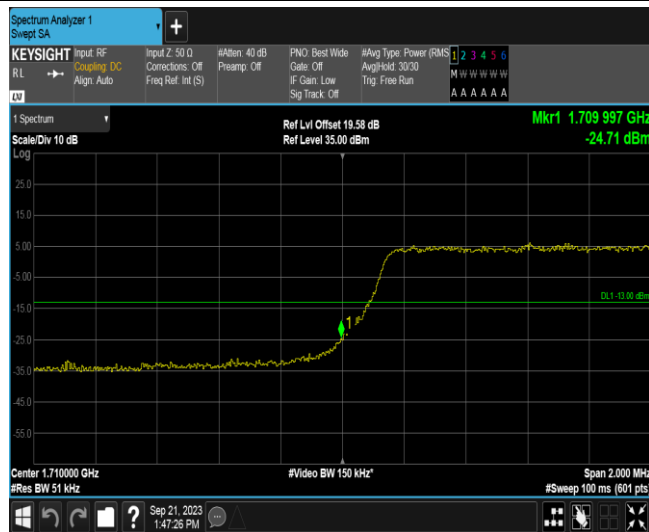 Spectrum Analyzer 1
Swept SA
+
KEYSIGHT
RL
LXI
Input: RF
Coupling: DC
Align: Auto
Input Z: 50 Ω
Corrections: Off
Freq Ref: Int (S)
#Atten: 40 dB
Preamp: Off
PNO: Best Wide
Gate: Off
IF Gain: Low
Sig Track: Off
#Avg Type: Power (RMS
Avg|Hold: 30/30
Trig: Free Run
1 2 3 4 5 6
M W W W W W
A A A A A A
1 Spectrum
Scale/Div 10 dB
Ref Lvl Offset 19.58 dB
Ref Level 35.00 dBm
Mkr1 1.709 997 GHz
-24.71 dBm
Log
25.0
15.0
5.00
-5.00
-15.0
-25.0
-35.0
-45.0
-55.0
DL1 -13.00 dBm
1
Center 1.710000 GHz
#Res BW 51 kHz
#Video BW 150 kHz*
Span 2.000 MHz
#Sweep 100 ms (601 pts)
?
Sep 21, 2023
1:47:26 PM